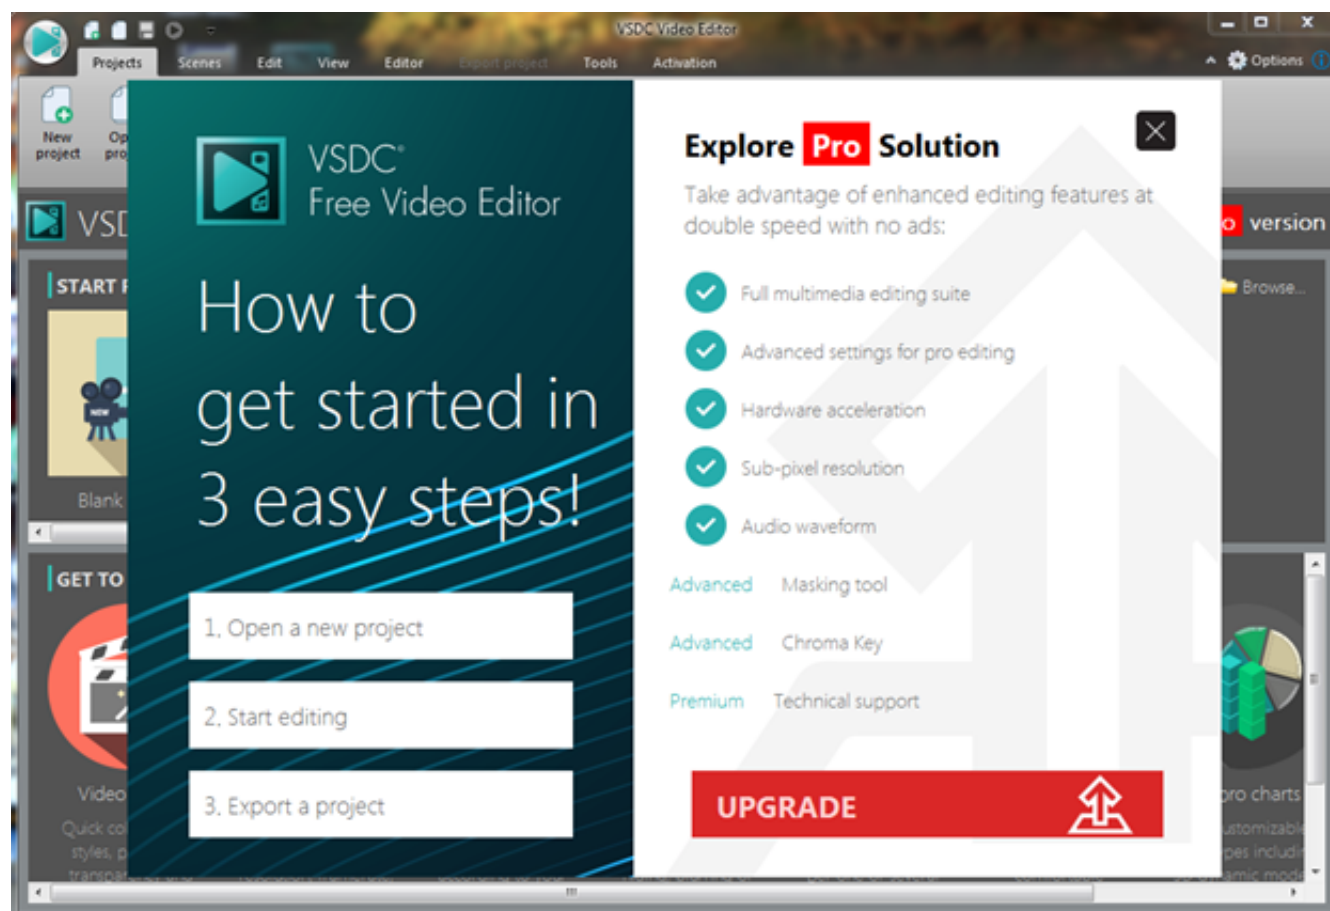 VSDC Video Editor
Projects Scenes Edit View Editor Export project Tools Activation
Options
New
project
VSDC®
Free Video Editor
How to
get started in
3 easy steps!
1. Open a new project
2. Start editing
3. Export a project
Explore Pro Solution
Take advantage of enhanced editing features at
double speed with no ads:
Full multimedia editing suite
Advanced settings for pro editing
Hardware acceleration
Sub-pixel resolution
Audio waveform
Advanced Masking tool
Advanced Chroma Key
Premium Technical support
UPGRADE
version
START
Browse...
NEW
Blank
GET TO
Video
Quick
styles,
pro charts